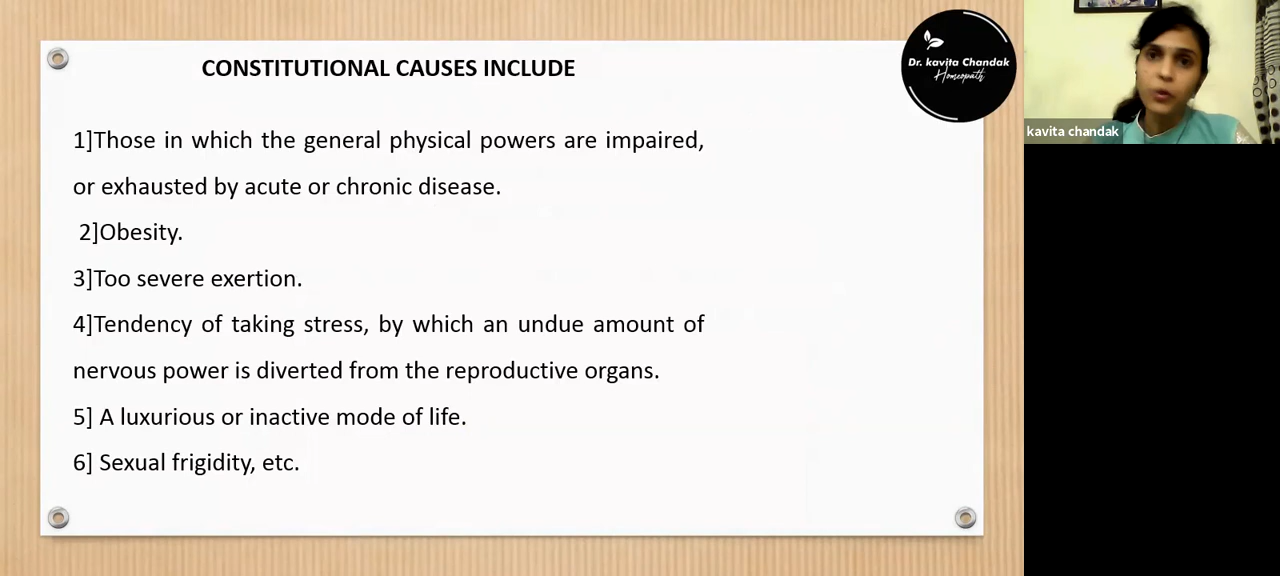 CONSTITUTIONAL CAUSES INCLUDE
Dr. kavita Chandak
Homeopath
kavita chandak
1]Those in which the general physical powers are impaired,
or exhausted by acute or chronic disease.
2]Obesity.
3]Too severe exertion.
4]Tendency of taking stress, by which an undue amount of
nervous power is diverted from the reproductive organs.
5] A luxurious or inactive mode of life.
6] Sexual frigidity, etc.